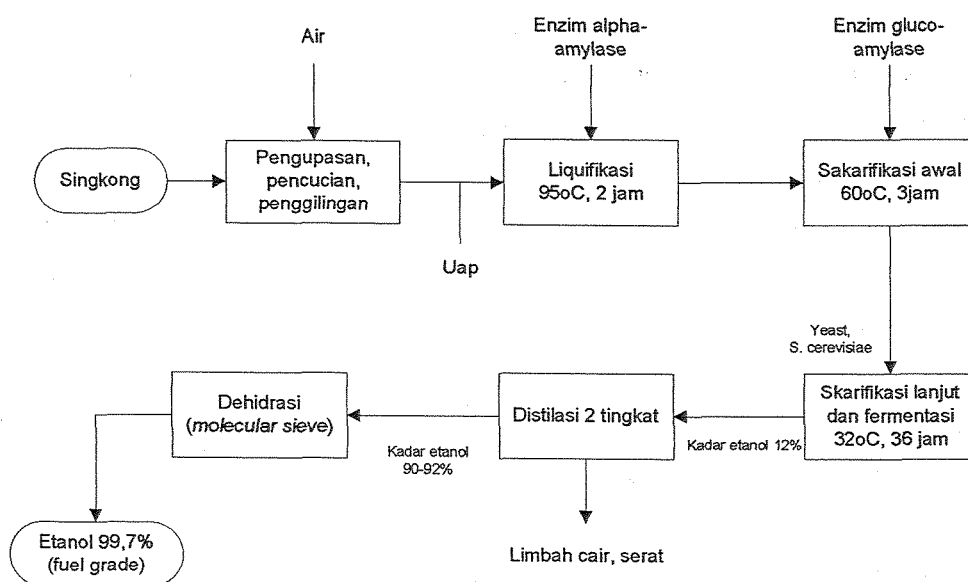 Air
Enzim alpha-
amylase
Enzim gluco-
amylase
Singkong
Pengupasan,
pencucian,
penggilingan
Liquifikasi
95oC, 2 jam
Sakarifikasi awal
60oC, 3jam
Uap
Yeast,
S. cerevisiae
Skarifikasi lanjut
dan fermentasi
32oC, 36 jam
Kadar etanol 12%
Distilasi 2 tingkat
Kadar etanol
90-92%
Dehidrasi
(molecular sieve)
Limbah cair, serat
Etanol 99,7%
(fuel grade)